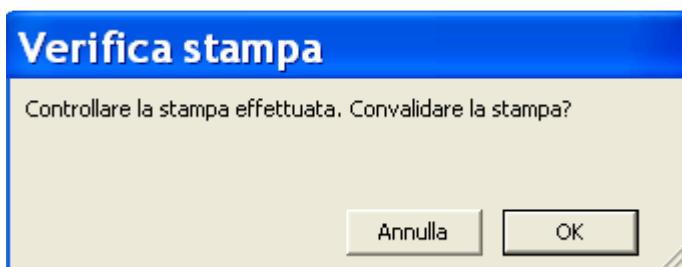 Verifica stampa
Controllare la stampa effettuata. Convalidare la stampa?
Annulla OK